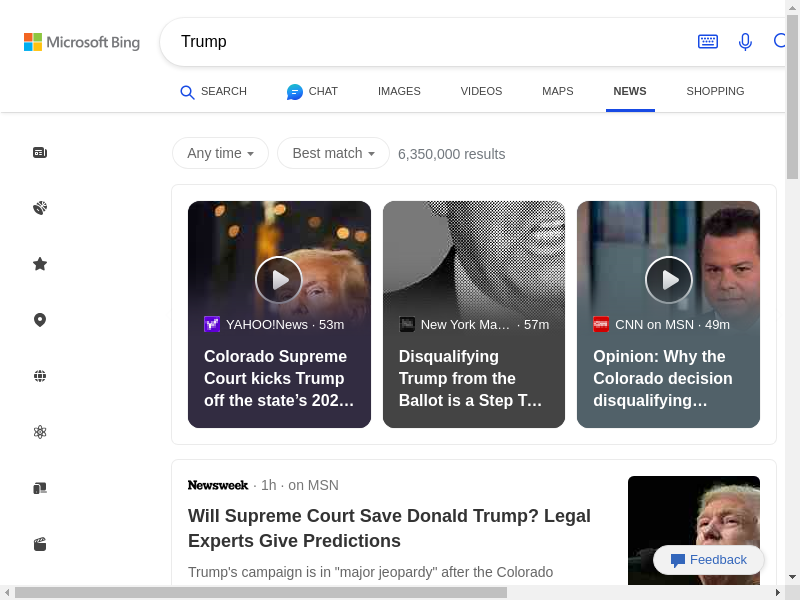 Microsoft Bing
Trump
SEARCH
CHAT
IMAGES
VIDEOS
MAPS
NEWS
SHOPPING
Any time
Best match
6,350,000 results
YAHOO!News · 53m
Colorado Supreme
Court kicks Trump
off the state's 202...
New York Ma... · 57m
Disqualifying
Trump from the
Ballot is a Step T...
CNN on MSN · 49m
Opinion: Why the
Colorado decision
disqualifying...
Newsweek · 1h · on MSN
Will Supreme Court Save Donald Trump? Legal
Experts Give Predictions
Trump's campaign is in "major jeopardy" after the Colorado
Feedback